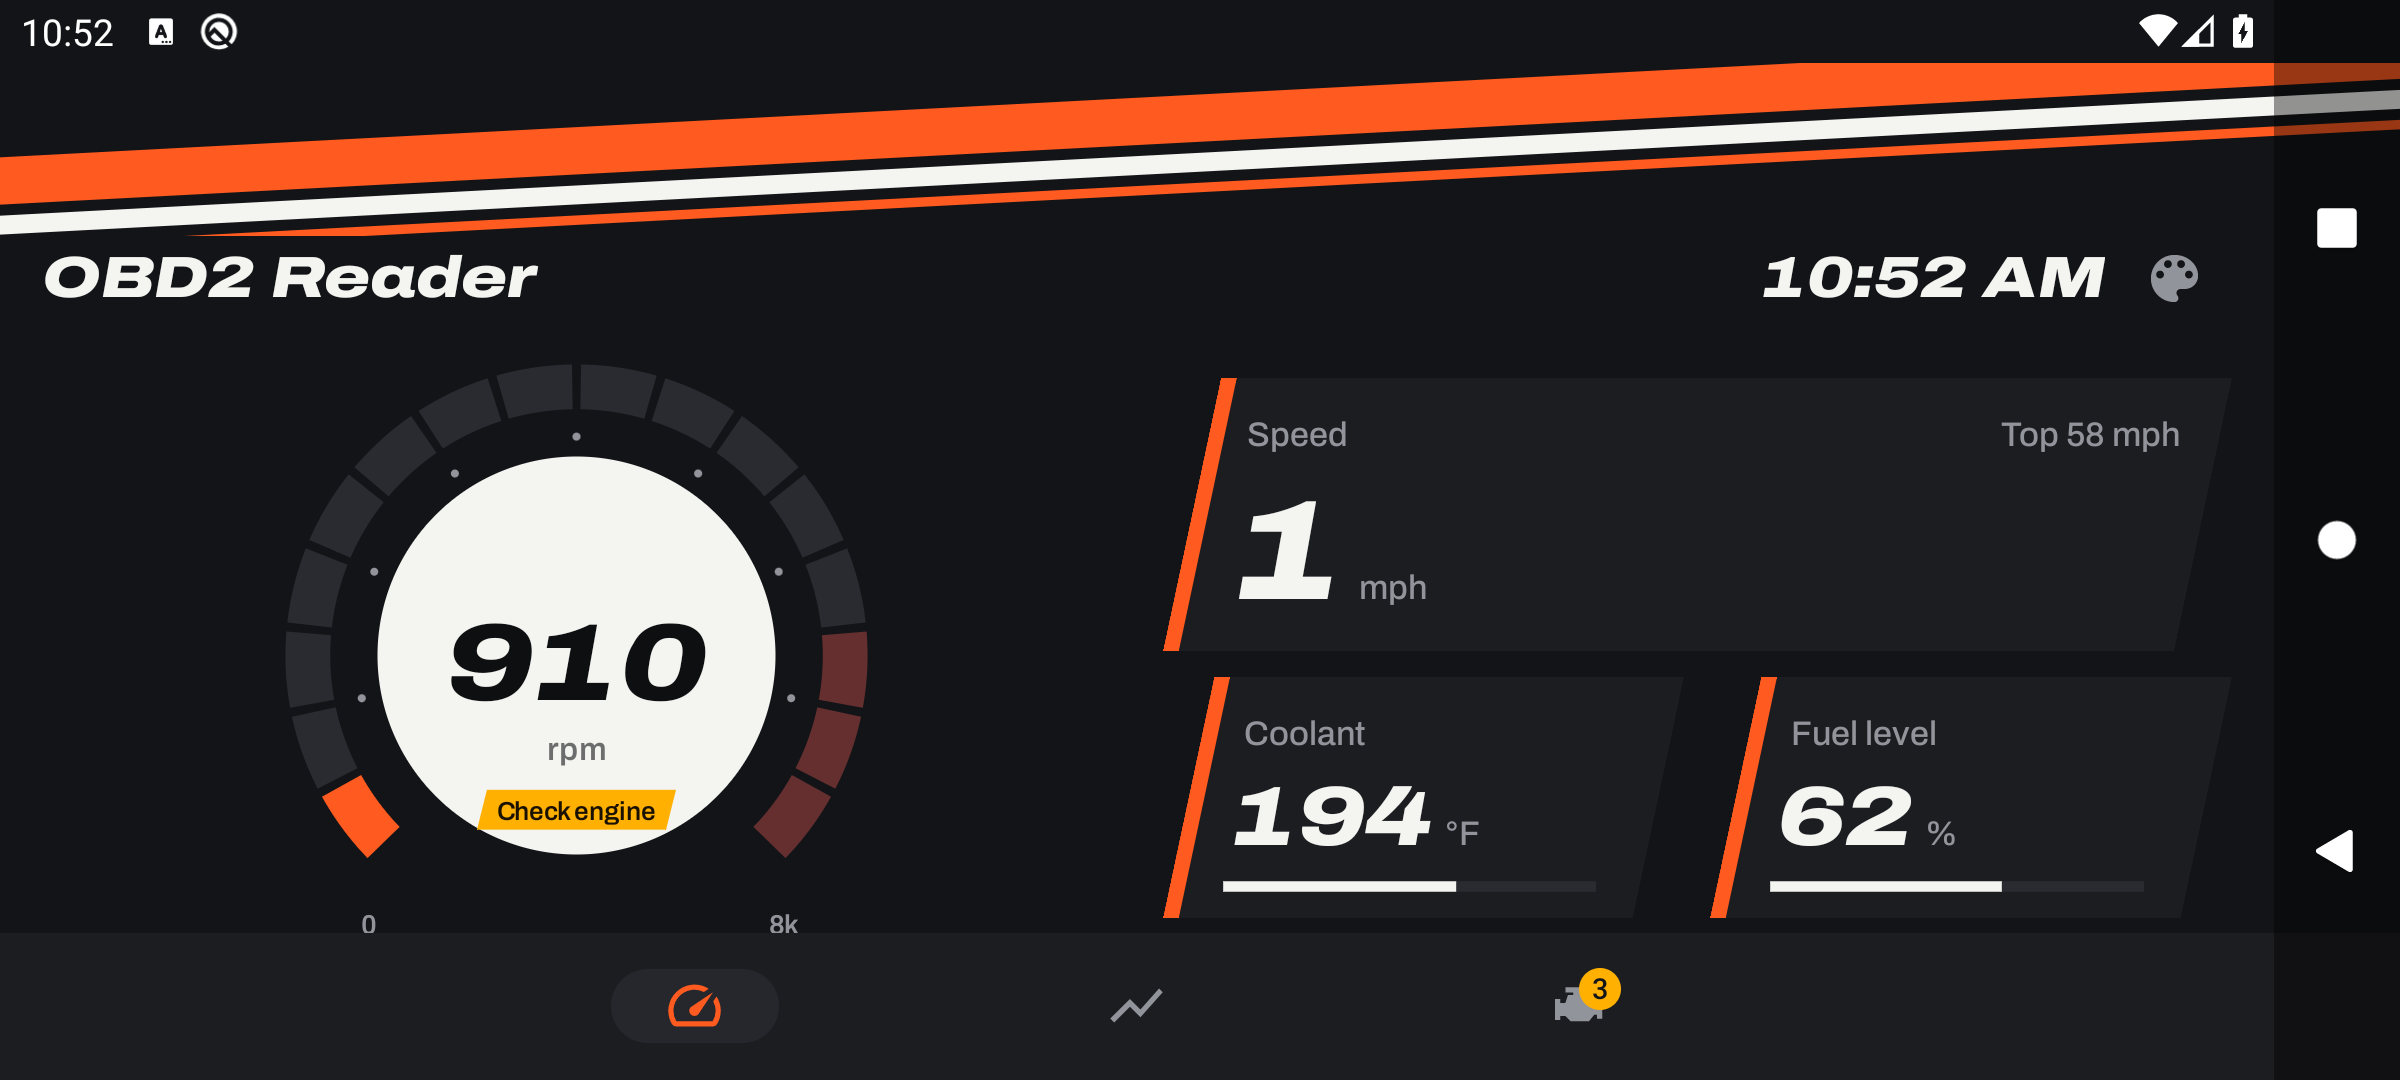 10:52
OBD2 Reader
10:52 AM
Speed
Top 58 mph
1 mph
910
rpm
Check engine
0
8k
Coolant
194 °F
Fuel level
62 %
3